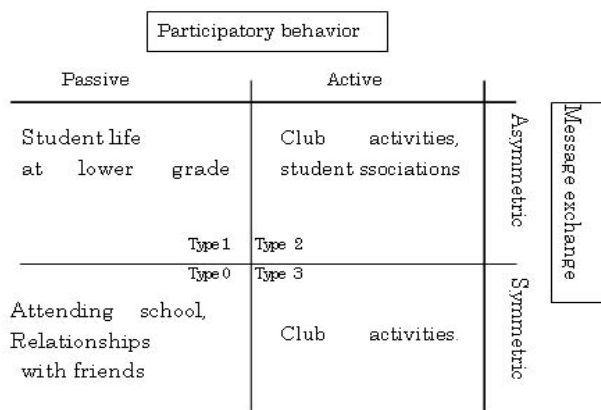 Participatory behavior
Passive Active
Student life
at lower grade
Club activities,
student ssociations
Asymmetric
Message exchange
Type 1 Type 2
Type 0 Type 3
Attending school,
Relationships
with friends
Club activities.
Symmetric